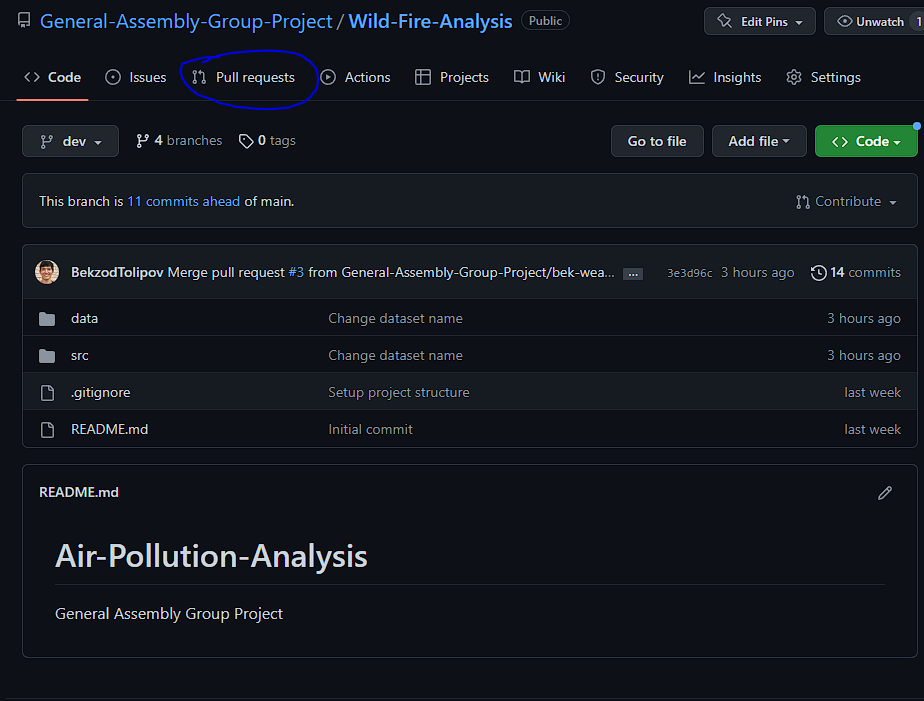 General-Assembly-Group-Project / Wild-Fire-Analysis Public Edit Pins Unwatch 1
Code Issues Pull requests Actions Projects Wiki Security Insights Settings
dev 4 branches 0 tags Go to file Add file Code
This branch is 11 commits ahead of main. Contribute
BekzodTolipov Merge pull request #3 from General-Assembly-Group-Project/bek-wea... ... 3e3d96c 3 hours ago 14 commits
data Change dataset name 3 hours ago
src Change dataset name 3 hours ago
.gitignore Setup project structure last week
README.md Initial commit last week
README.md
Air-Pollution-Analysis
General Assembly Group Project